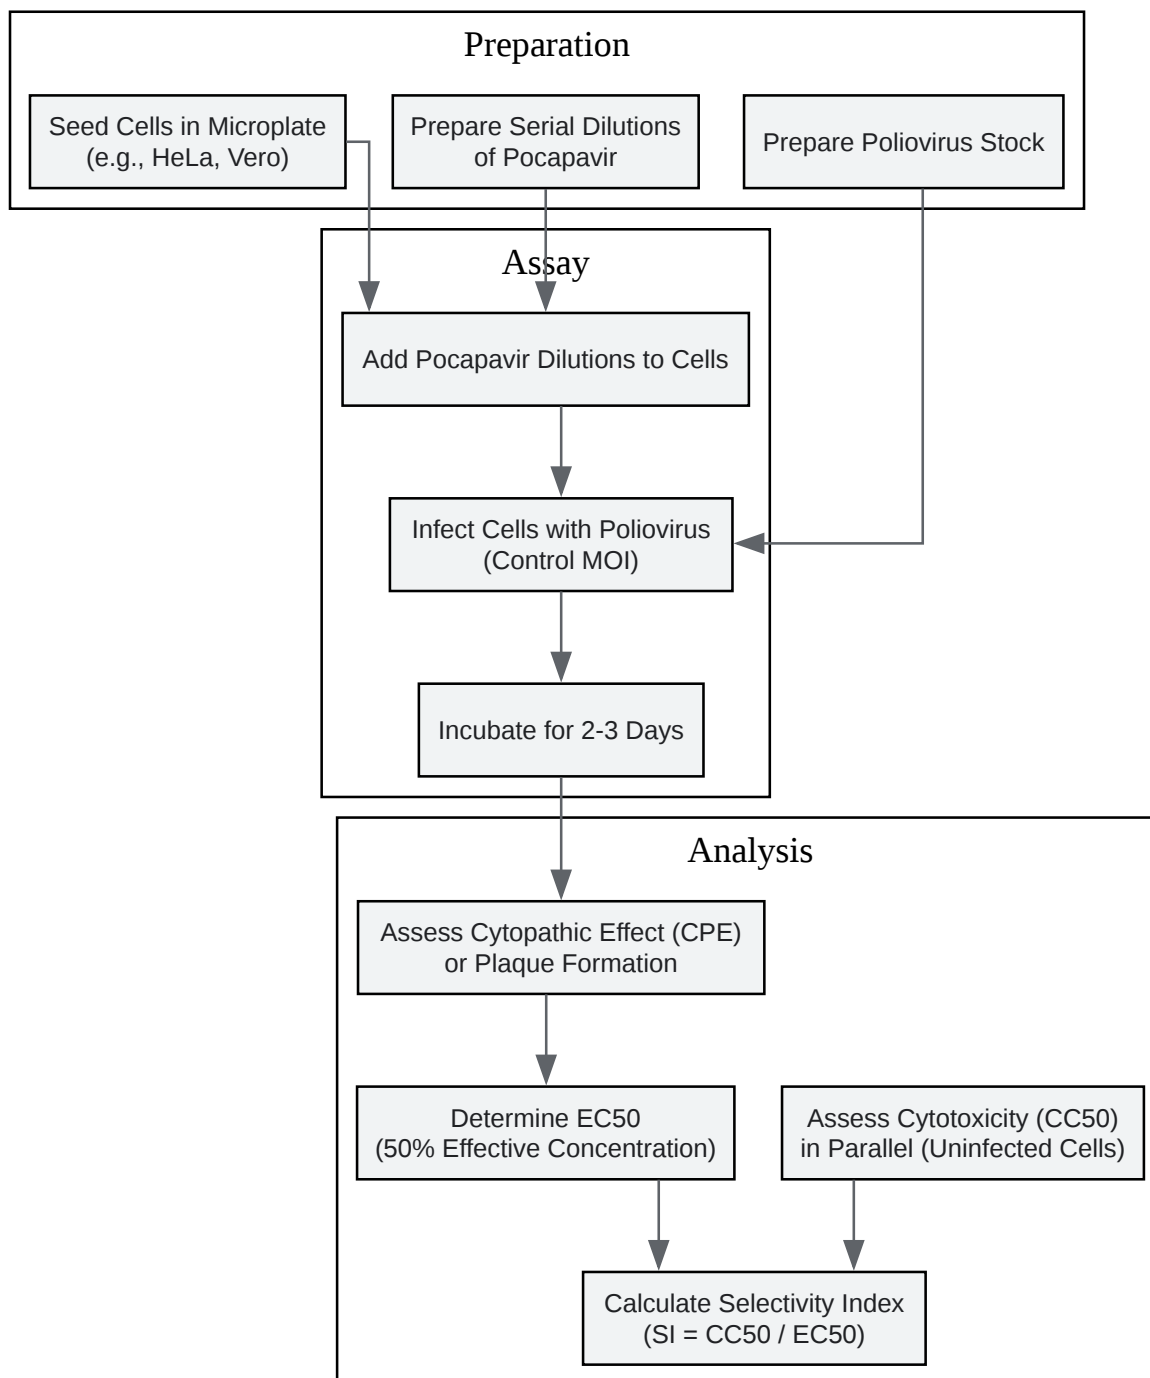 Preparation
Seed Cells in Microplate
(e.g., HeLa, Vero)
Prepare Serial Dilutions
of Pocapavir
Prepare Poliovirus Stock
Assay
Add Pocapavir Dilutions to Cells
Infect Cells with Poliovirus
(Control MOI)
Incubate for 2-3 Days
Analysis
Assess Cytopathic Effect (CPE)
or Plaque Formation
Determine EC50
(50% Effective Concentration)
Assess Cytotoxicity (CC50)
in Parallel (Uninfected Cells)
Calculate Selectivity Index
(SI = CC50 / EC50)